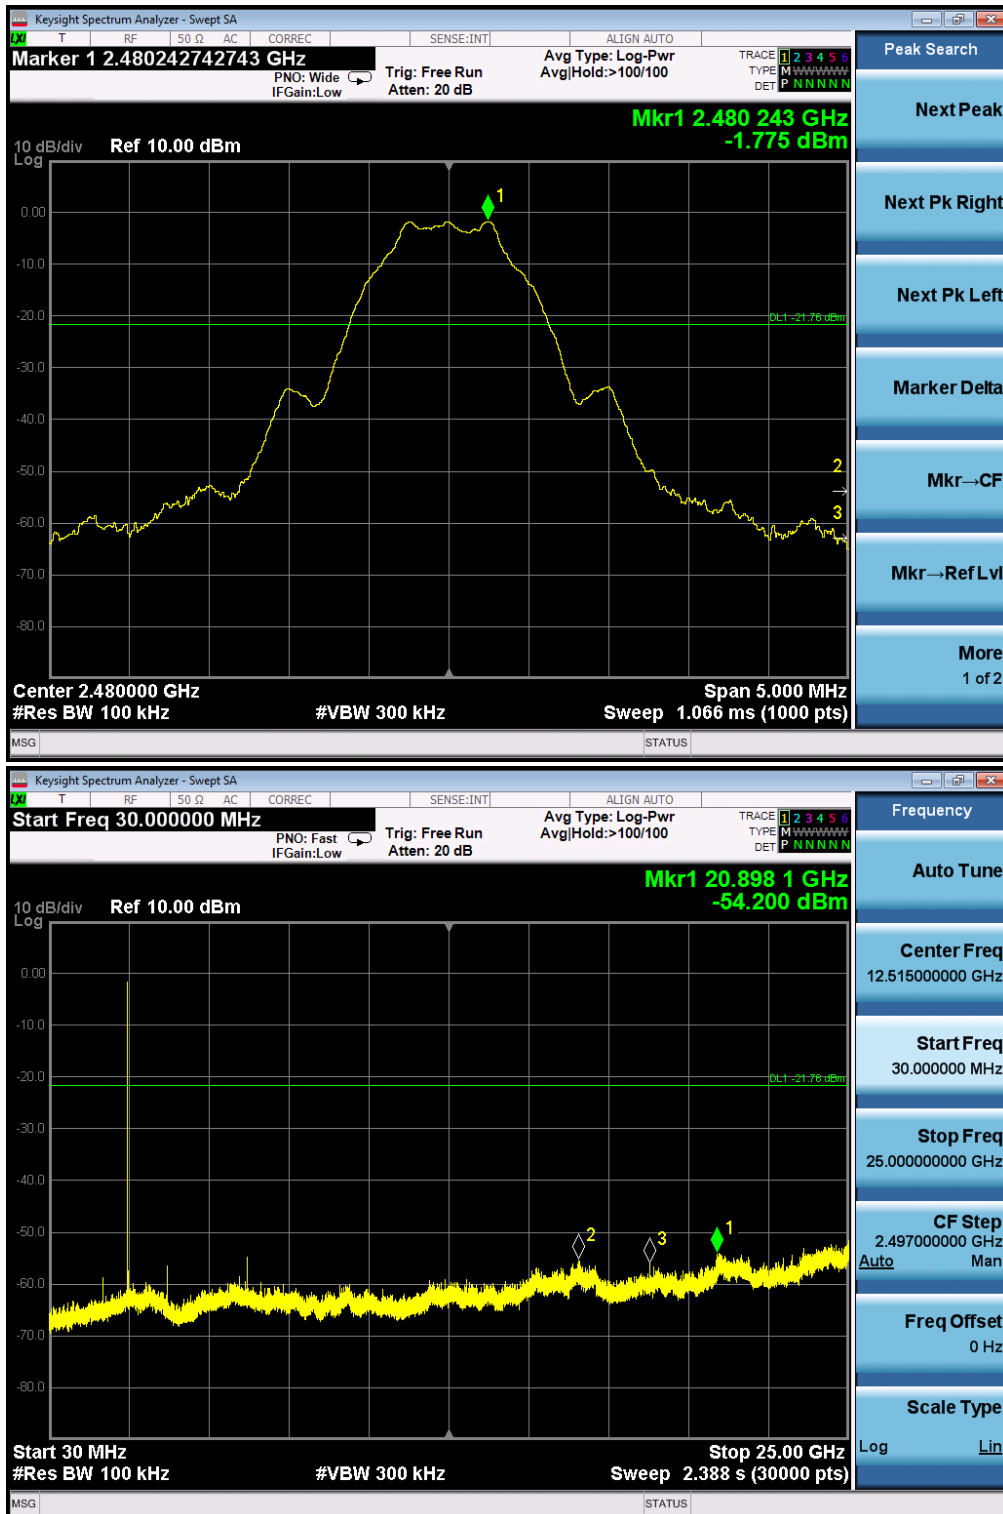 Keysight Spectrum Analyzer - Swept SA
LXI T RF 50 Ω AC CORREC SENSE:INT ALIGN AUTO
Marker 1 2.480242742743 GHz
PNO: Wide
IFGain:Low
Trig: Free Run
Atten: 20 dB
Avg Type: Log-Pwr
Avg|Hold:>100/100
TRACE 1 2 3 4 5 6
TYPE M WWWWW
DET P N N N N N
Mkr1 2.480 243 GHz
-1.775 dBm
10 dB/div Ref 10.00 dBm
Log
1
0.00
-10.0
-20.0
DL1 -21.76 dBm
-30.0
-40.0
-50.0
2
-60.0
3
-70.0
-80.0
Center 2.480000 GHz Span 5.000 MHz
#Res BW 100 kHz #VBW 300 kHz Sweep 1.066 ms (1000 pts)
MSG STATUS
Peak Search
Next Peak
Next Pk Right
Next Pk Left
Marker Delta
Mkr→CF
Mkr→Ref Lvl
More
1 of 2
Keysight Spectrum Analyzer - Swept SA
LXI T RF 50 Ω AC CORREC SENSE:INT ALIGN AUTO
Start Freq 30.000000 MHz
PNO: Fast
IFGain:Low
Trig: Free Run
Atten: 20 dB
Avg Type: Log-Pwr
Avg|Hold:>100/100
TRACE 1 2 3 4 5 6
TYPE M WWWWW
DET P N N N N N
Mkr1 20.898 1 GHz
-54.200 dBm
10 dB/div Ref 10.00 dBm
Log
0.00
-10.0
-20.0
DL1 -21.76 dBm
-30.0
-40.0
-50.0
2 3 1
-60.0
-70.0
-80.0
Start 30 MHz Stop 25.00 GHz
#Res BW 100 kHz #VBW 300 kHz Sweep 2.388 s (30000 pts)
MSG STATUS
Frequency
Auto Tune
Center Freq
12.515000000 GHz
Start Freq
30.000000 MHz
Stop Freq
25.000000000 GHz
CF Step
2.497000000 GHz
Auto Man
Freq Offset
0 Hz
Scale Type
Log Lin